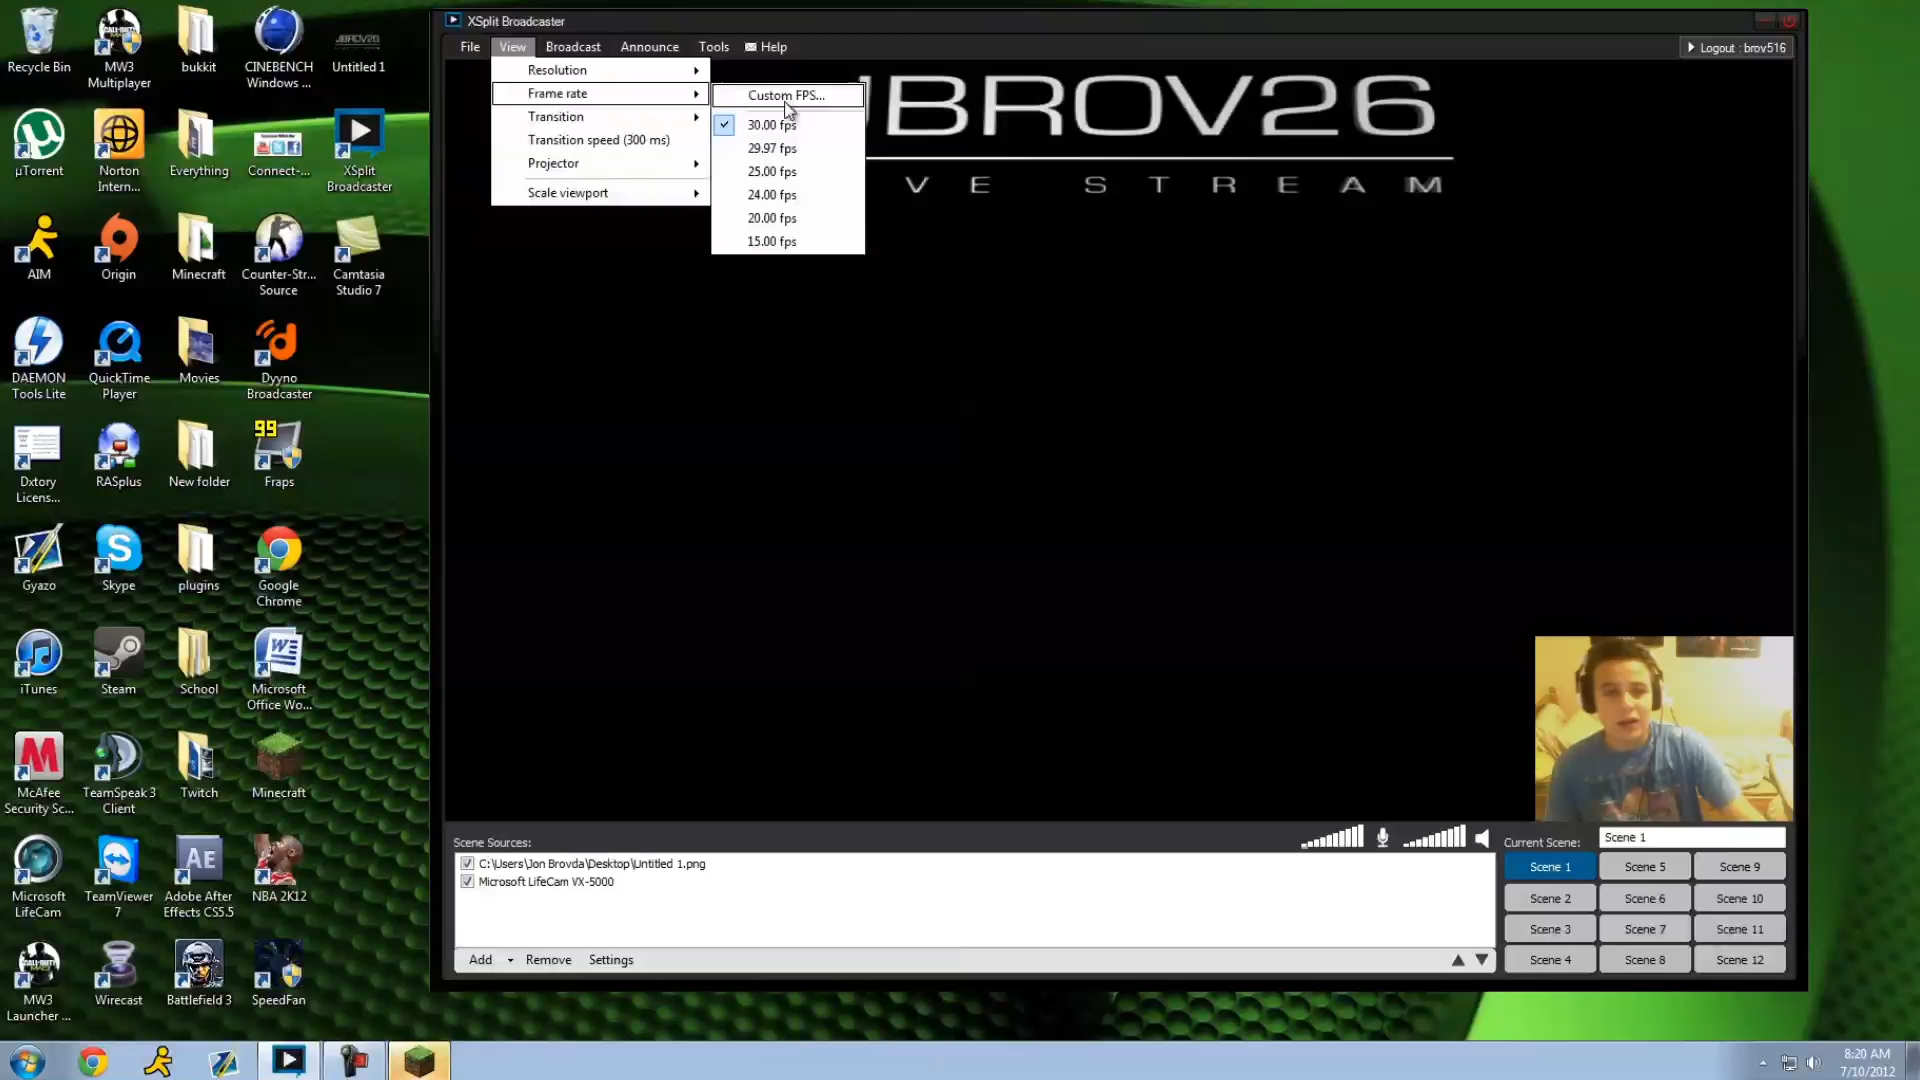 XSplit Broadcaster
File View Broadcast Announce Tools Help
Logout : brov516
Resolution
Frame rate
Transition
Transition speed (300 ms)
Projector
Scale viewport
Custom FPS...
30.00 fps
29.97 fps
25.00 fps
24.00 fps
20.00 fps
15.00 fps
JBROV26
VE STREAM
Recycle Bin
MW3 Multiplayer
bukkit
CINEBENCH Windows ...
JBROV26
Untitled 1
µTorrent
Norton Intern...
Everything
Connect-...
XSplit Broadcaster
AIM
Origin
Minecraft
Counter-Str... Source
Camtasia Studio 7
DAEMON Tools Lite
QuickTime Player
Movies
Dyyno Broadcaster
99
Dxtory Licens...
RASplus
New folder
Fraps
Gyazo
Skype
plugins
Google Chrome
iTunes
Steam
School
Microsoft Office Wo...
McAfee Security Sc...
TeamSpeak 3 Client
Twitch
Minecraft
Microsoft LifeCam
TeamViewer 7
Adobe After Effects CS5.5
NBA 2K12
MW3 Launcher ...
Wirecast
Battlefield 3
SpeedFan
Scene Sources:
C:\Users\Jon Brovda\Desktop\Untitled 1.png
Microsoft LifeCam VX-5000
Add Remove Settings
Current Scene: Scene 1
Scene 1 Scene 5 Scene 9
Scene 2 Scene 6 Scene 10
Scene 3 Scene 7 Scene 11
Scene 4 Scene 8 Scene 12
8:20 AM
7/10/2012